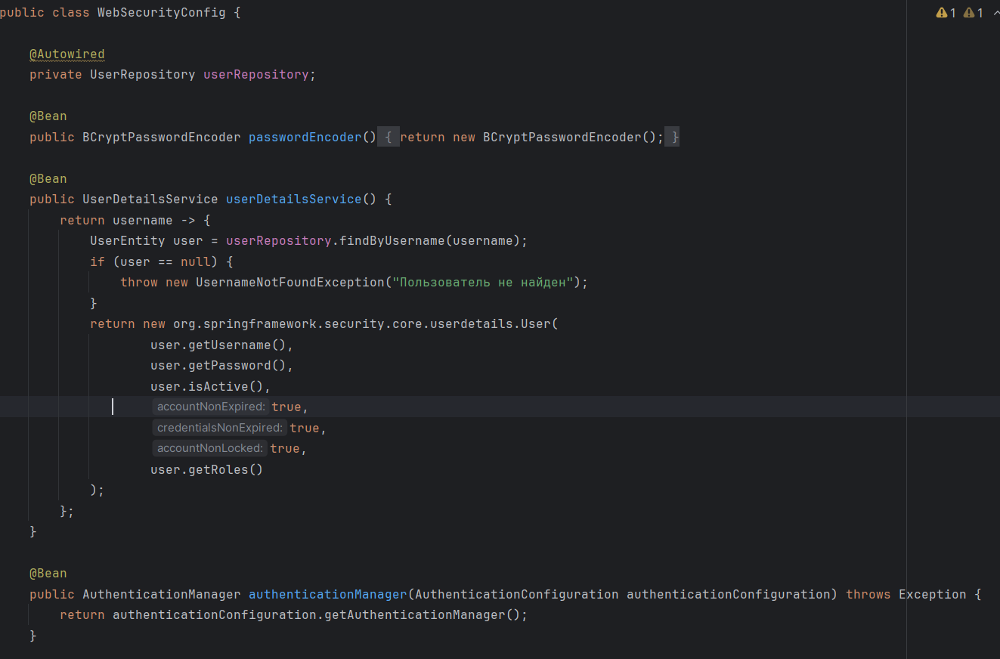 public class WebSecurityConfig {
1 1
@Autowired
private UserRepository userRepository;
@Bean
public BCryptPasswordEncoder passwordEncoder() { return new BCryptPasswordEncoder(); }
@Bean
public UserDetailsService userDetailsService() {
return username -> {
UserEntity user = userRepository.findByUsername(username);
if (user == null) {
throw new UsernameNotFoundException("Пользователь не найден");
}
return new org.springframework.security.core.userdetails.User(
user.getUsername(),
user.getPassword(),
user.isActive(),
accountNonExpired: true,
credentialsNonExpired: true,
accountNonLocked: true,
user.getRoles()
);
};
}
@Bean
public AuthenticationManager authenticationManager(AuthenticationConfiguration authenticationConfiguration) throws Exception {
return authenticationConfiguration.getAuthenticationManager();
}